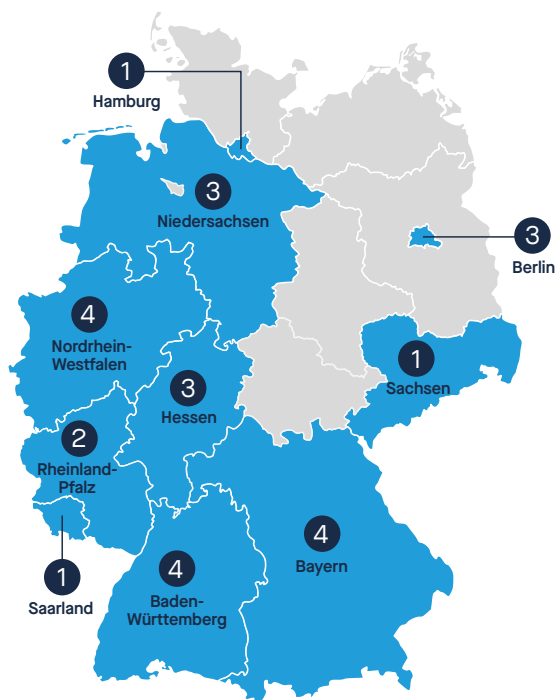 1
Hamburg
3
Niedersachsen
3
Berlin
4
Nordrhein-
Westfalen
1
Sachsen
3
Hessen
2
Rheinland-
Pfalz
4
Bayern
1
Saarland
4
Baden-
Württemberg